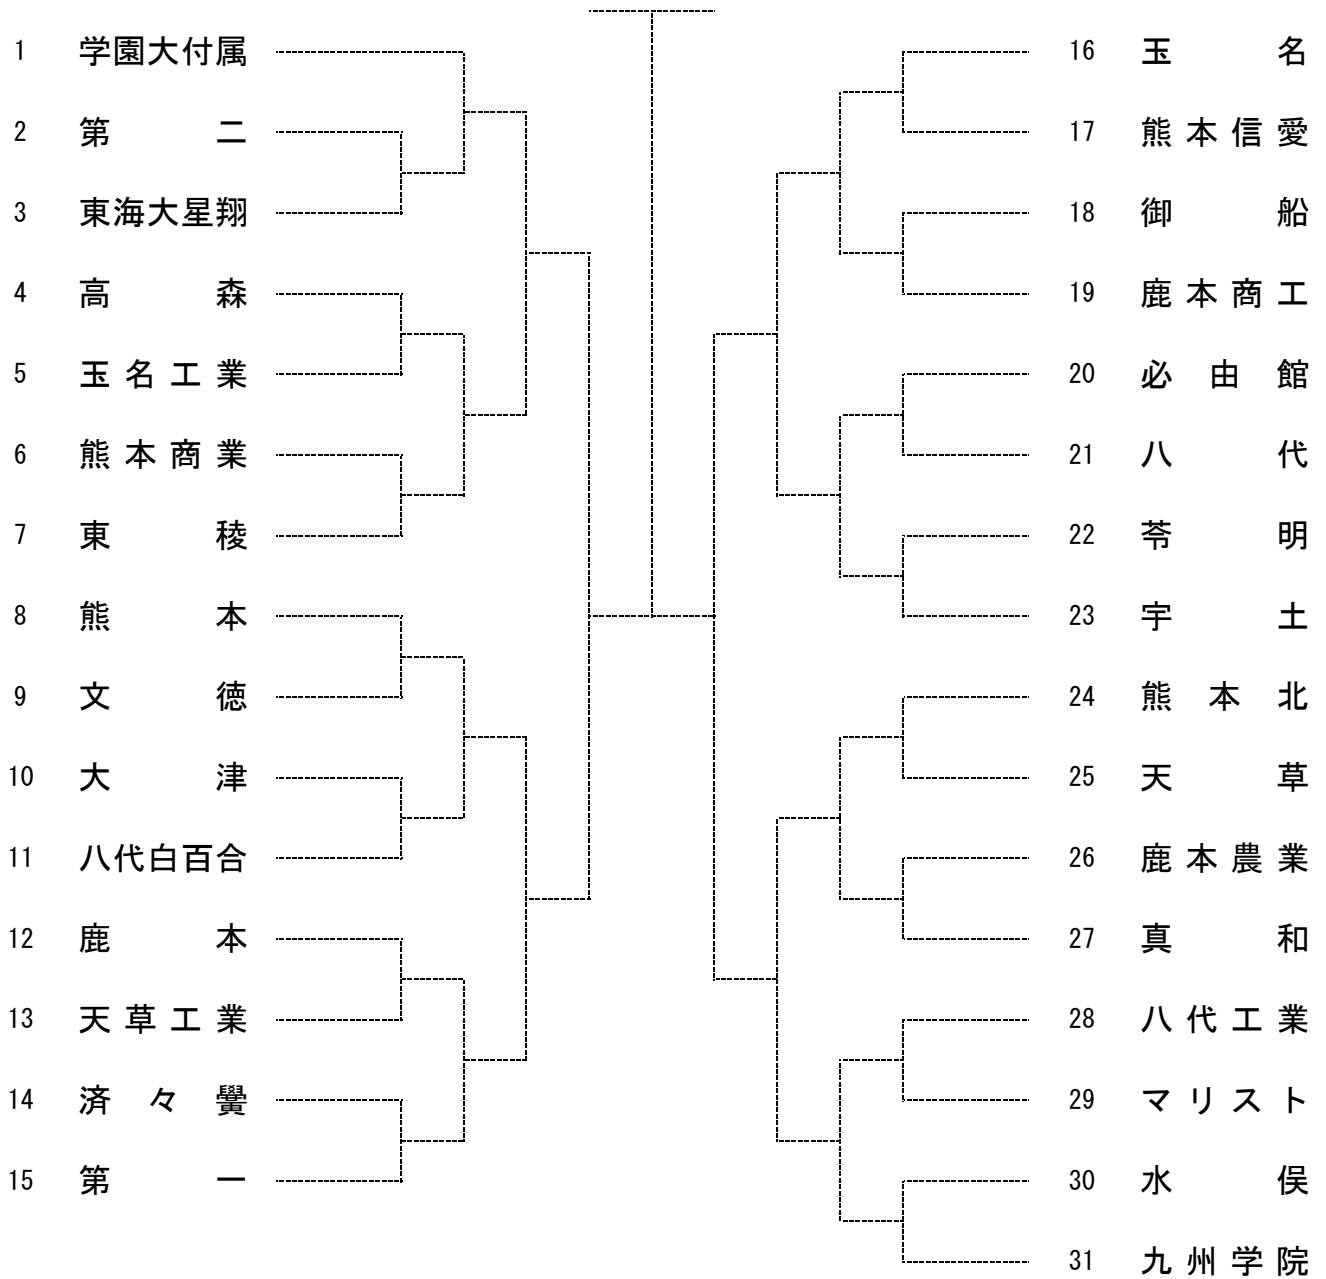 1 学園大付属
2 第二
3 東海大星翔
4 高森
5 玉名工業
6 熊本商業
7 東稜
8 熊本
9 文徳
10 大津
11 八代白百合
12 鹿本
13 天草工業
14 済々黌
15 第一
16 玉名
17 熊本信愛
18 御船
19 鹿本商工
20 必由館
21 八代
22 苓明
23 宇土
24 熊本北
25 天草
26 鹿本農業
27 真和
28 八代工業
29 マリスト
30 水俣
31 九州学院